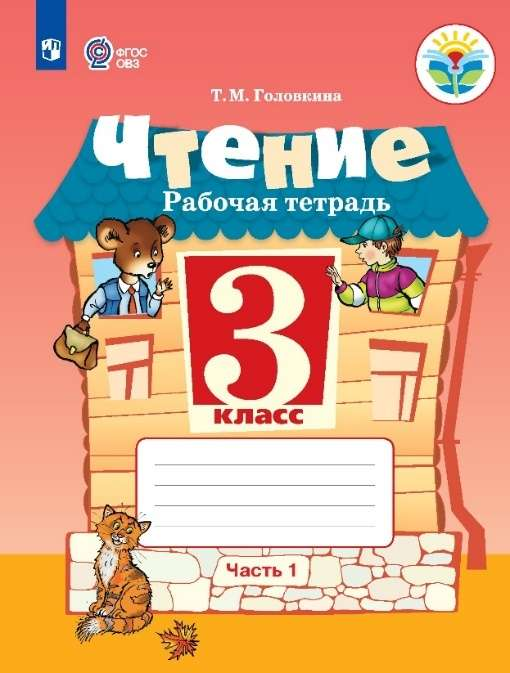 ФГОС
ОВЗ
Т. М. Головкина
Чтение
Рабочая тетрадь
3
класс
Часть 1